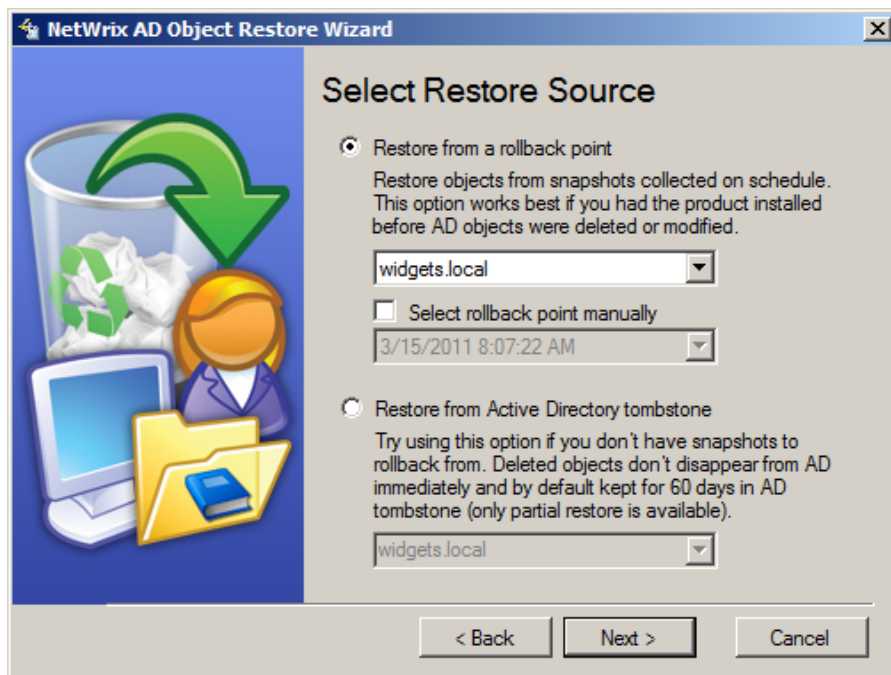 NetWrix AD Object Restore Wizard
Select Restore Source
Restore from a rollback point
Restore objects from snapshots collected on schedule.
This option works best if you had the product installed
before AD objects were deleted or modified.
widgets.local
Select rollback point manually
3/15/2011 8:07:22 AM
Restore from Active Directory tombstone
Try using this option if you don't have snapshots to
rollback from. Deleted objects don't disappear from AD
immediately and by default kept for 60 days in AD
tombstone (only partial restore is available).
widgets.local
< Back Next > Cancel